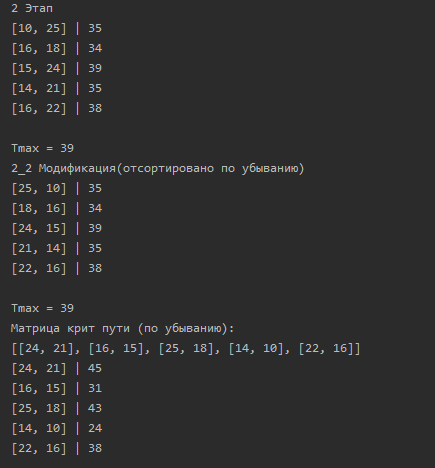 2 Этап
[10, 25] | 35
[16, 18] | 34
[15, 24] | 39
[14, 21] | 35
[16, 22] | 38
Tmax = 39
2_2 Модификация(отсортировано по убыванию)
[25, 10] | 35
[18, 16] | 34
[24, 15] | 39
[21, 14] | 35
[22, 16] | 38
Tmax = 39
Матрица крит пути (по убыванию):
[[24, 21], [16, 15], [25, 18], [14, 10], [22, 16]]
[24, 21] | 45
[16, 15] | 31
[25, 18] | 43
[14, 10] | 24
[22, 16] | 38